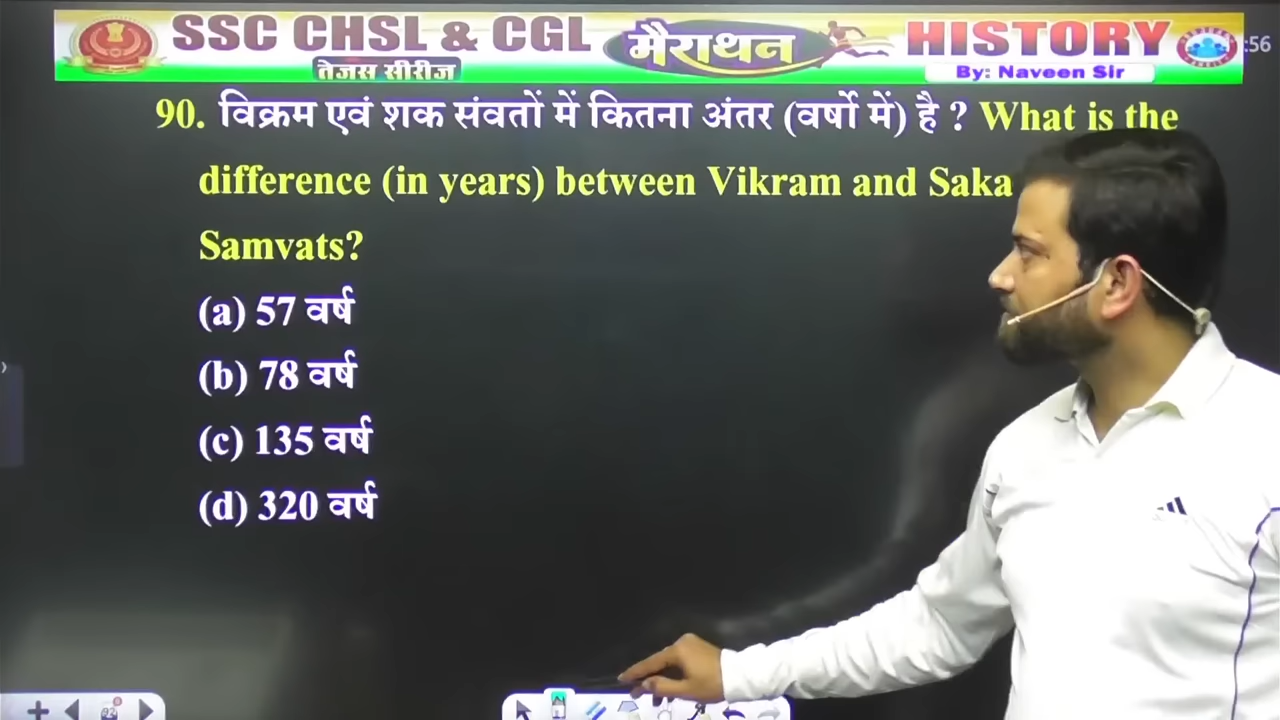 SSC CHSL & CGL
तेजस सीरीज
मैराथन
HISTORY
By: Naveen Sir
:56
90. विक्रम एवं शक संवतों में कितना अंतर (वर्षो में) है ? What is the
difference (in years) between Vikram and Saka
Samvats?
(a) 57 वर्ष
(b) 78 वर्ष
(c) 135 वर्ष
(d) 320 वर्ष